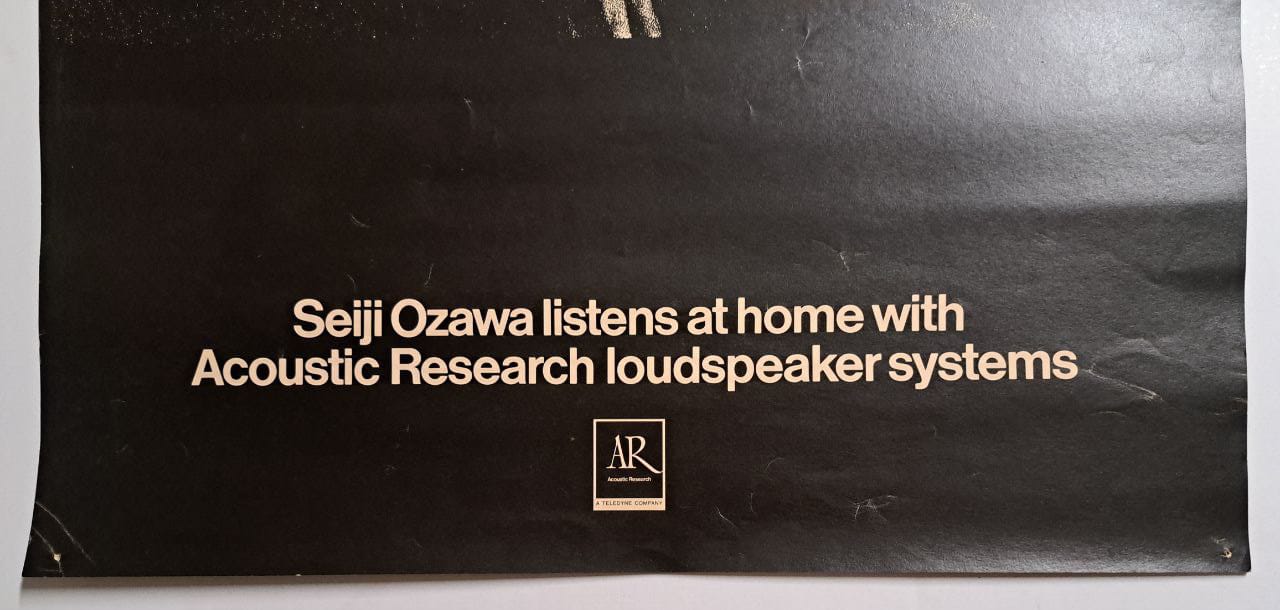 Seiji Ozawa listens at home with
Acoustic Research loudspeaker systems
AR
Acoustic Research
A TELEDYNE COMPANY